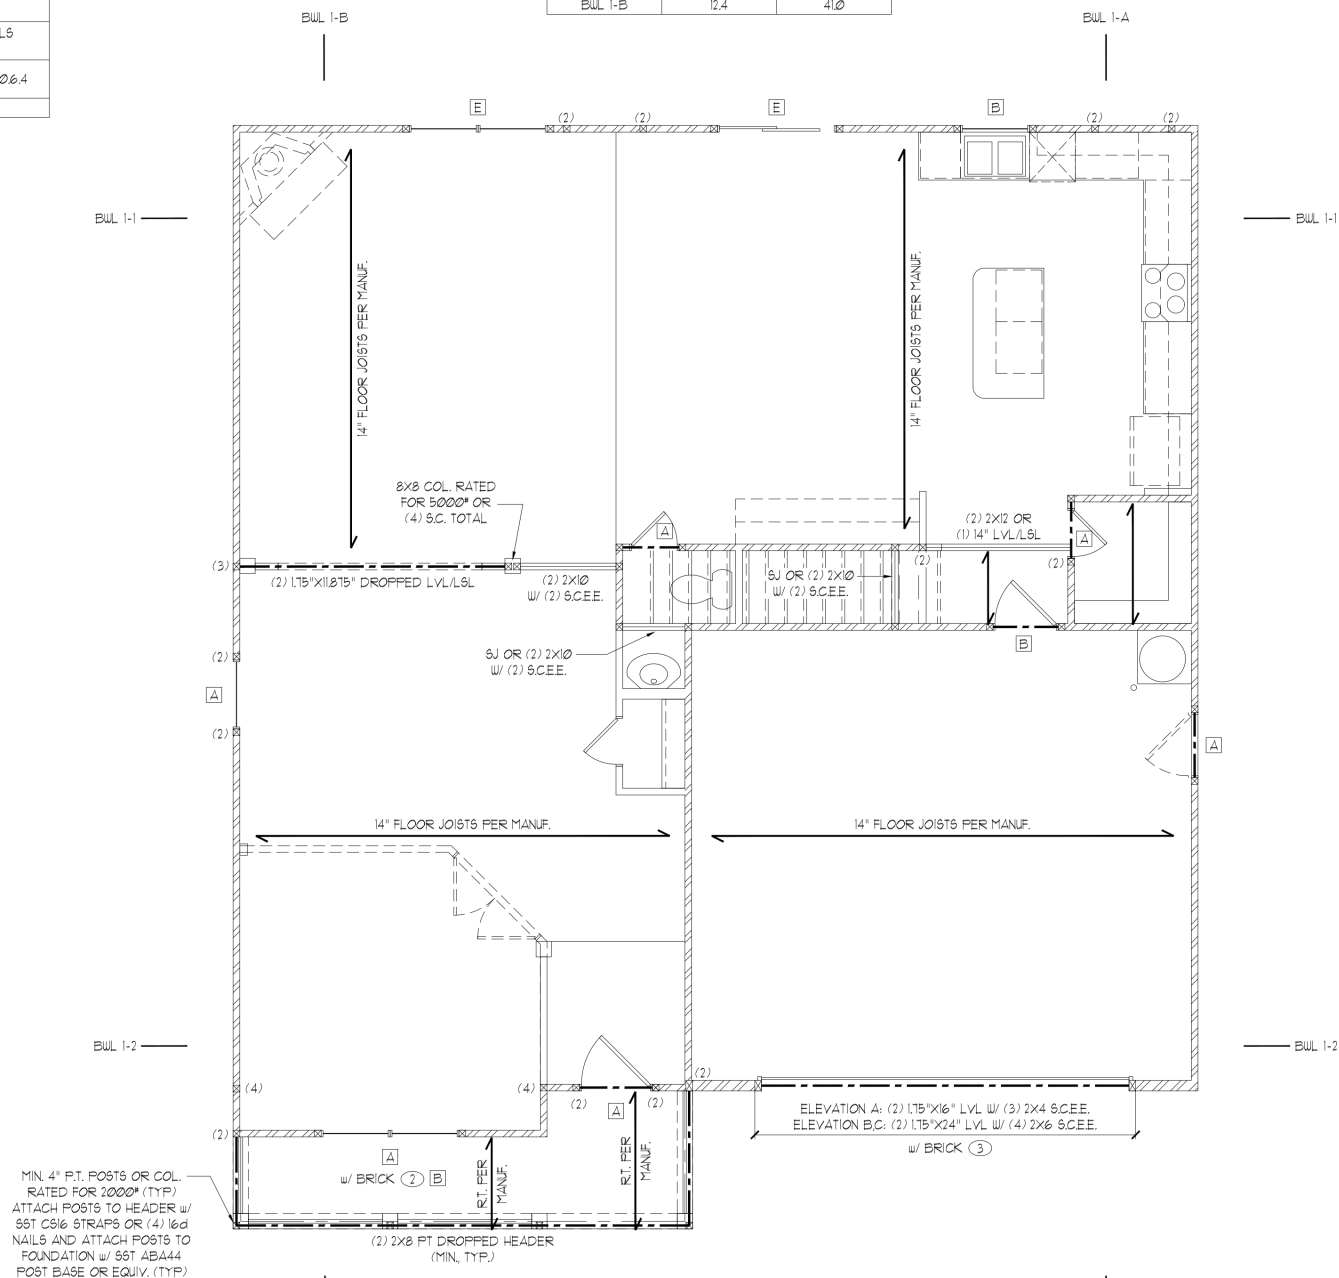 LS
06.4
BWL 1-B
12.4
41.0
BWL 1-B
BWL 1-A
E
E
B
(2)
(2)
(2)
(2)
BWL 1-1
BWL 1-1
14" FLOOR JOISTS PER MANUF.
14" FLOOR JOISTS PER MANUF.
8X8 COL. RATED
FOR 5000# OR
(4) S.C. TOTAL
(2) 2X12 OR
(1) 14" LVL/LSL
A
A
(3)
(2) 1.75"X11.875" DROPPED LVL/LSL
(2) 2X10
W/ (2) S.C.E.E.
SJ OR (2) 2X10
W/ (2) S.C.E.E.
(2)
(2)
B
SJ OR (2) 2X10
W/ (2) S.C.E.E.
(2)
A
(2)
A
14" FLOOR JOISTS PER MANUF.
14" FLOOR JOISTS PER MANUF.
BWL 1-2
BWL 1-2
(2)
(4)
(4)
(2)
(2)
A
ELEVATION A: (2) 1.75"X16" LVL W/ (3) 2X4 S.C.E.E.
ELEVATION B,C: (2) 1.75"X24" LVL W/ (4) 2X6 S.C.E.E.
w/ BRICK 3
(2)
A
w/ BRICK 2 B
R.T. PER
MANUF.
R.T. PER
MANUF.
MIN. 4" P.T. POSTS OR COL.
RATED FOR 2000# (TYP)
ATTACH POSTS TO HEADER w/
SST CS16 STRAPS OR (4) 16d
NAILS AND ATTACH POSTS TO
FOUNDATION w/ SST ABA44
POST BASE OR EQUIV. (TYP)
(2) 2X8 PT DROPPED HEADER
(MIN., TYP.)